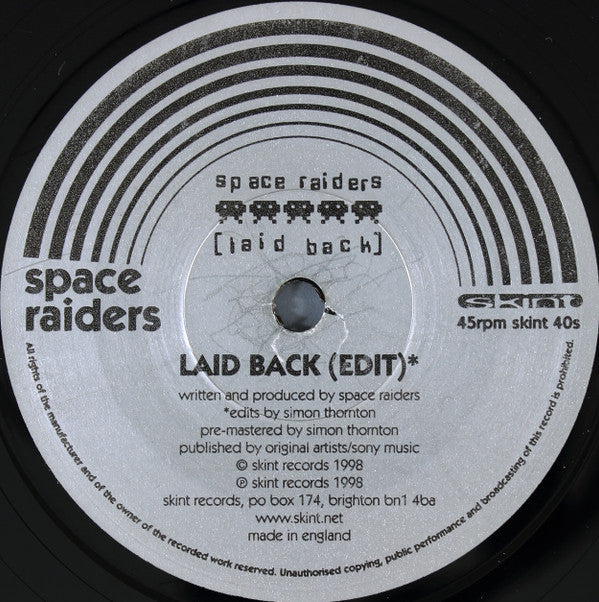 space raiders
[laid back]
space
raiders
skint
45rpm skint 40s
LAID BACK (EDIT)*
written and produced by space raiders
*edits by simon thornton
pre-mastered by simon thornton
published by original artists/sony music
© skint records 1998
℗ skint records 1998
skint records, po box 174, brighton bn1 4ba
www.skint.net
made in england
All rights of the manufacturer and of the owner of the recorded work reserved. Unauthorised copying, public performance and broadcasting of this record is prohibited.